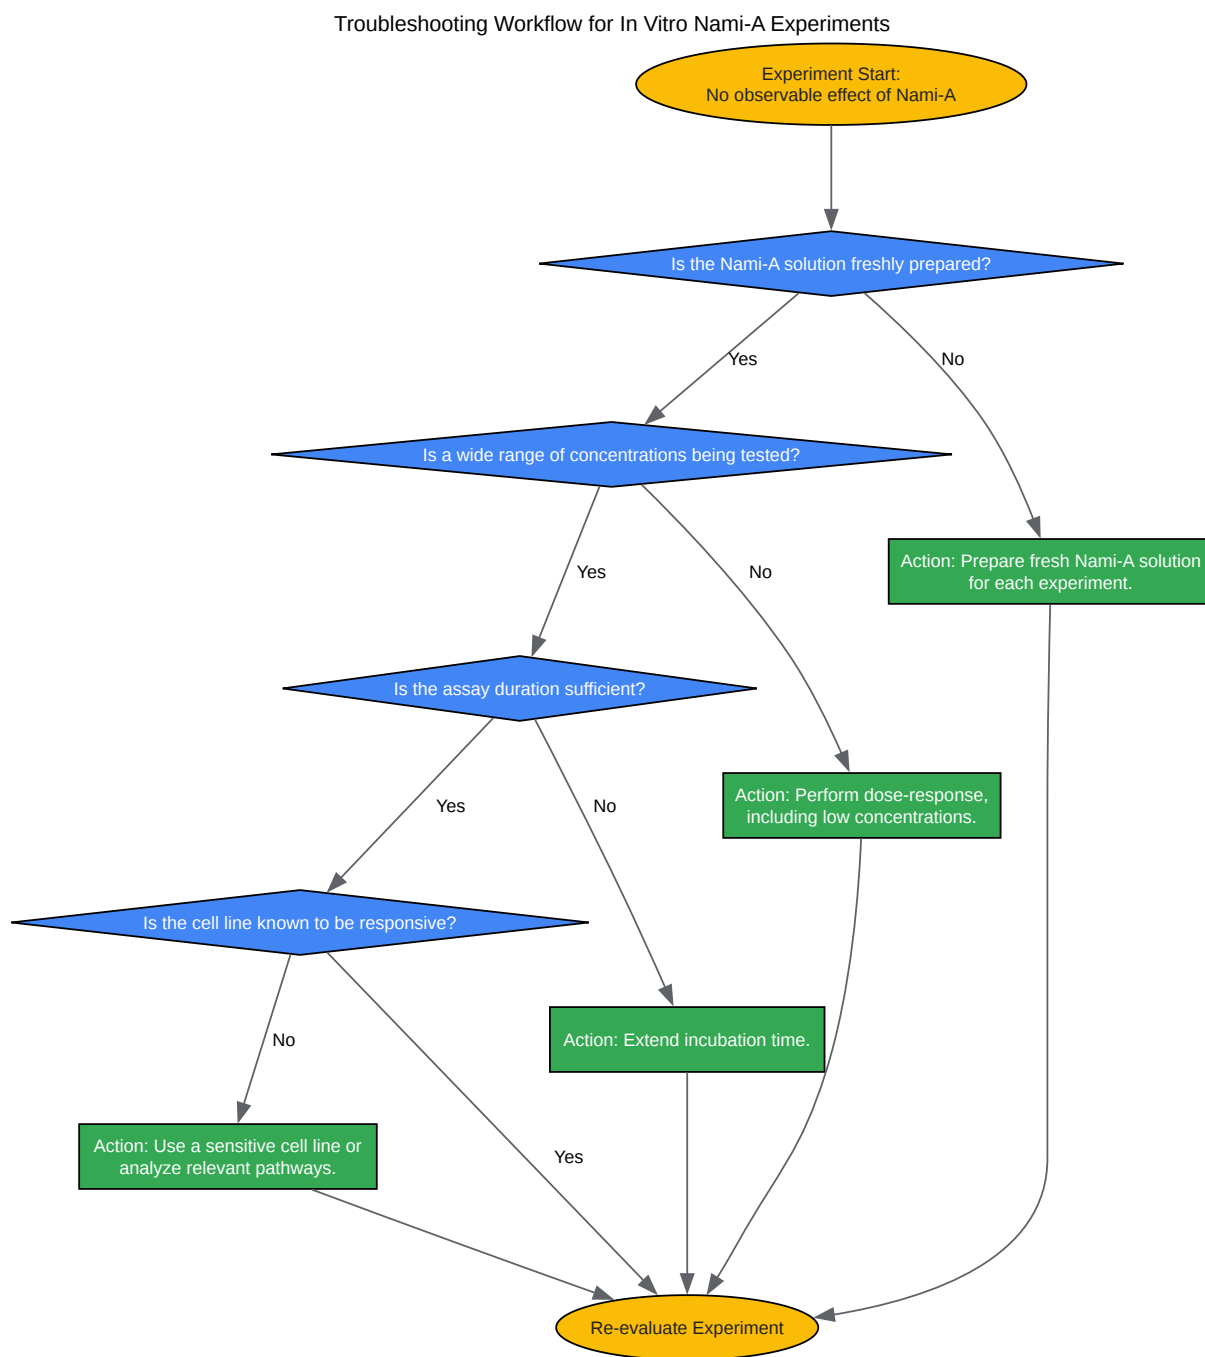 Troubleshooting Workflow for In Vitro Nami-A Experiments
Experiment Start:
No observable effect of Nami-A
Is the Nami-A solution freshly prepared?
Yes
No
Is a wide range of concentrations being tested?
Yes
No
Action: Prepare fresh Nami-A solution
for each experiment.
Is the assay duration sufficient?
Yes
No
Action: Perform dose-response,
including low concentrations.
Is the cell line known to be responsive?
No
Yes
Action: Extend incubation time.
Action: Use a sensitive cell line or
analyze relevant pathways.
Re-evaluate Experiment